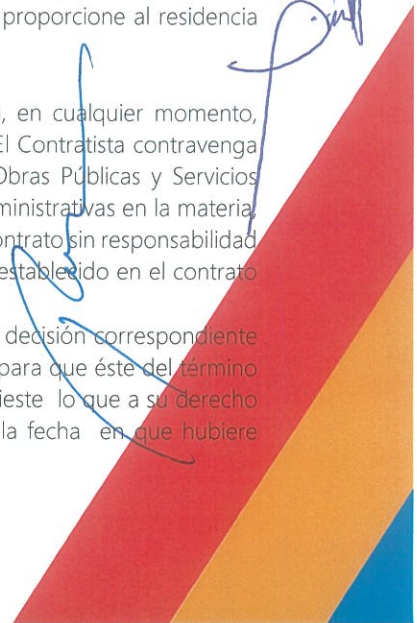 proporcione al residencia
, en cualquier momento,
El Contratista contravenga
Obras Públicas y Servicios
ministrativas en la materia,
ontrato sin responsabilidad
establecido en el contrato
decisión correspondiente
para que éste del término
ieste lo que a su derecho
la fecha en que hubiere